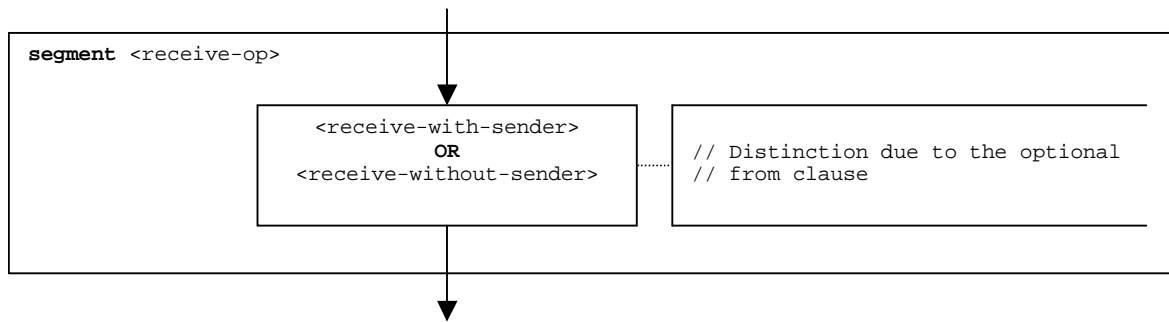 segment <receive-op>
<receive-with-sender>
OR
<receive-without-sender>
// Distinction due to the optional
// from clause